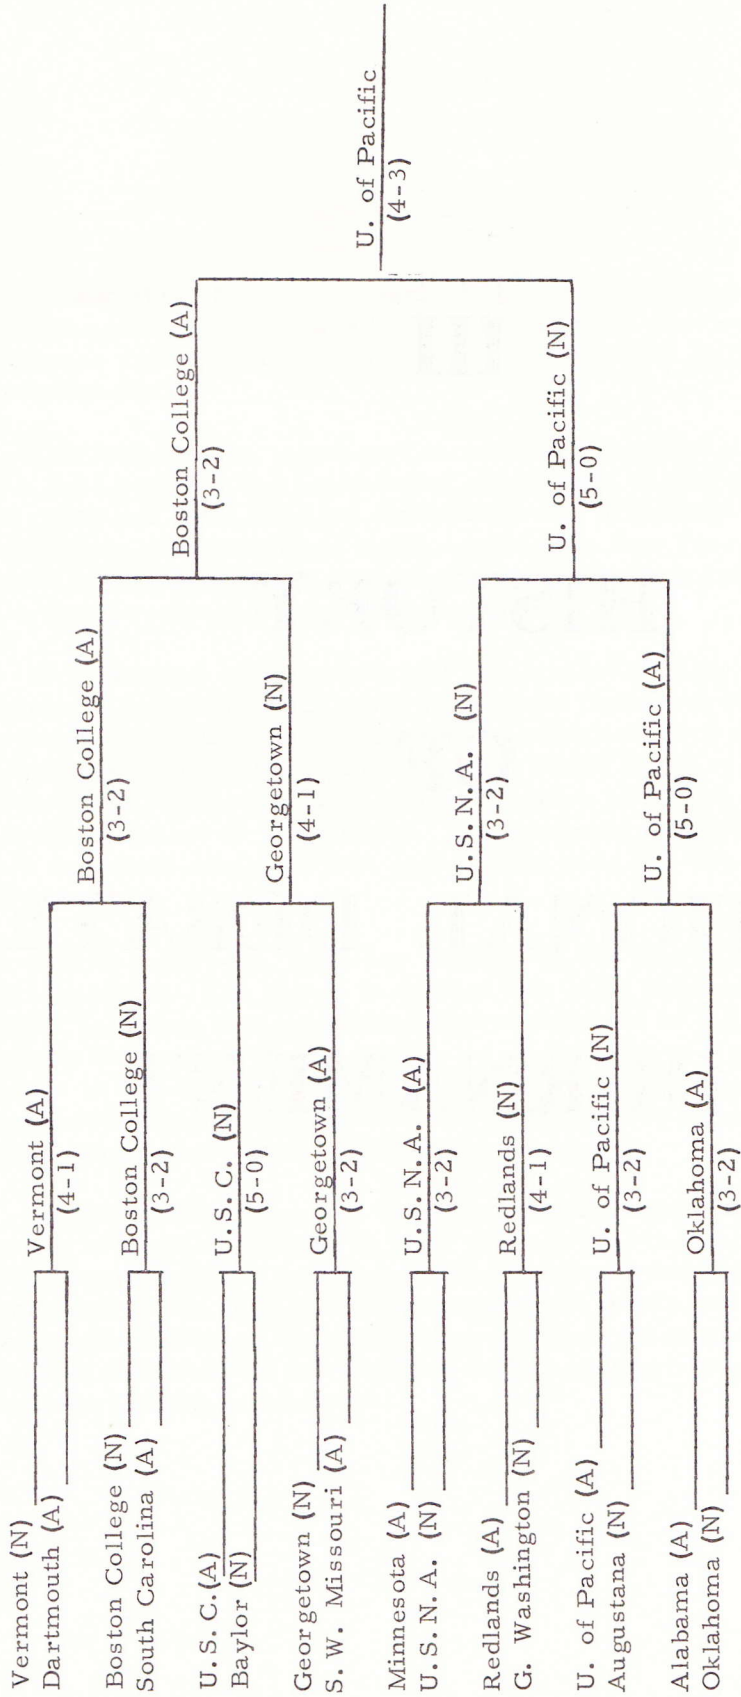 Vermont (N)
Dartmouth (A)
Boston College (N)
South Carolina (A)
U.S.C.(A)
Baylor (N)
Georgetown (N)
S.W. Missouri (A)
Minnesota (A)
U.S.N.A. (N)
Redlands (A)
G. Washington (N)
U. of Pacific (A)
Augustana (N)
Alabama (A)
Oklahoma (N)
Vermont (A)
(4-1)
Boston College (N)
(3-2)
U.S.C. (N)
(5-0)
Georgetown (A)
(3-2)
U.S.N.A. (A)
(3-2)
Redlands (N)
(4-1)
U. of Pacific (N)
(3-2)
Oklahoma (A)
(3-2)
Boston College (A)
(3-2)
Georgetown (N)
(4-1)
U.S.N.A. (N)
(3-2)
U. of Pacific (A)
(5-0)
Boston College (A)
(3-2)
U. of Pacific (N)
(5-0)
U. of Pacific
(4-3)